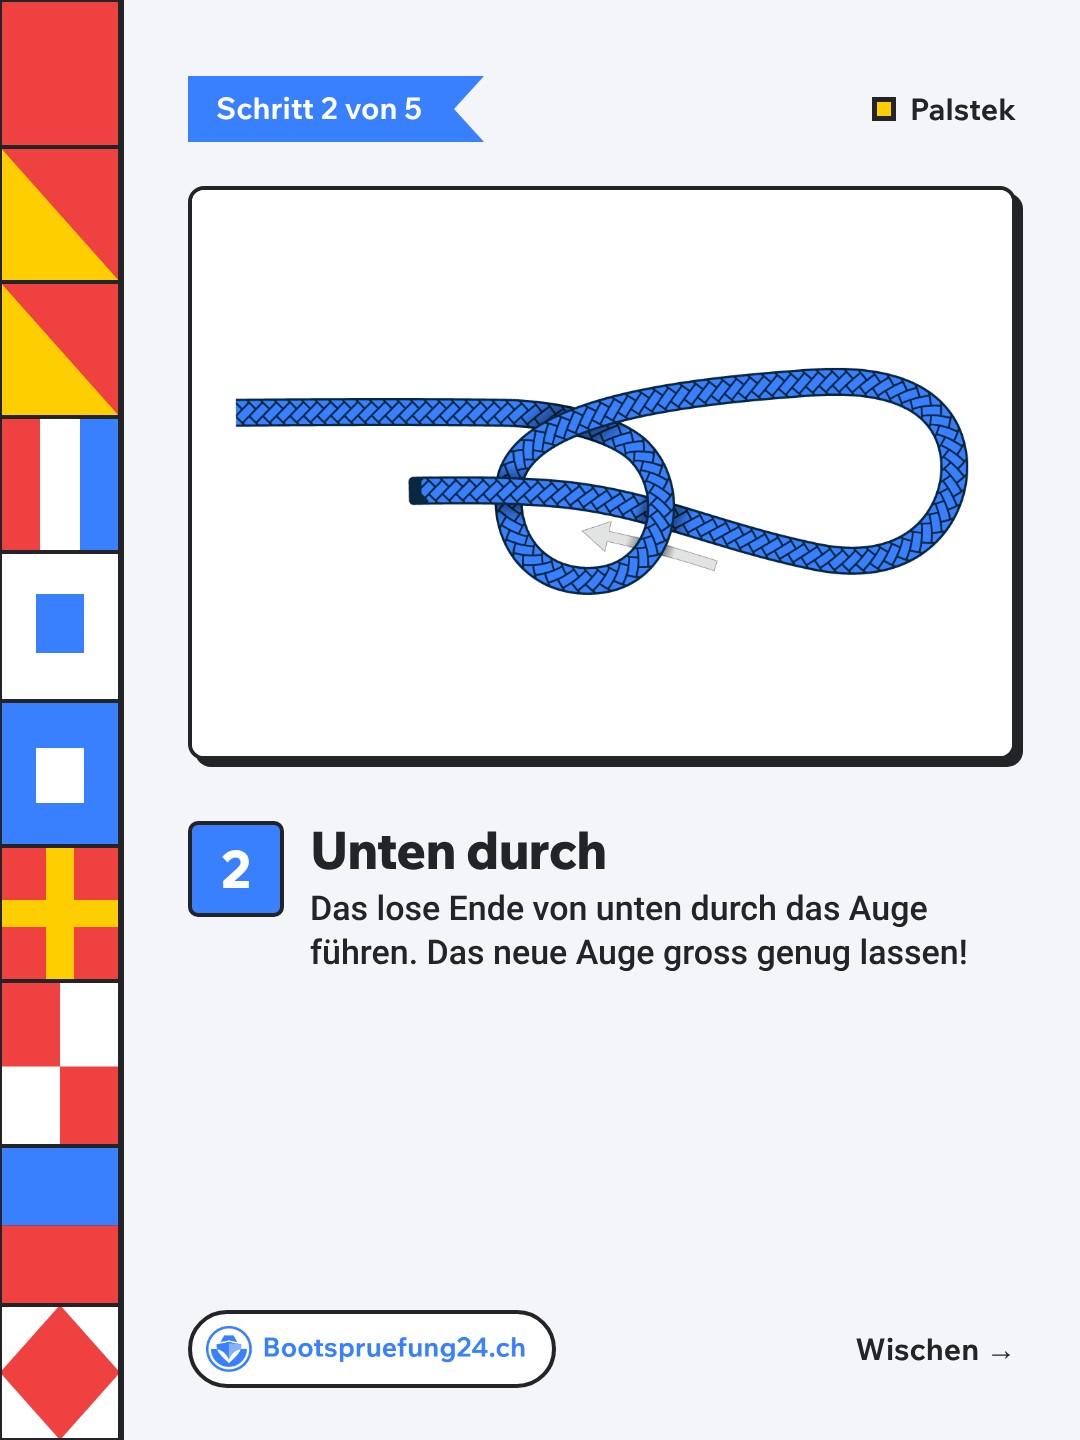 Schritt 2 von 5
Palstek
2
Unten durch
Das lose Ende von unten durch das Auge
führen. Das neue Auge gross genug lassen!
Bootspruefung24.ch
Wischen →